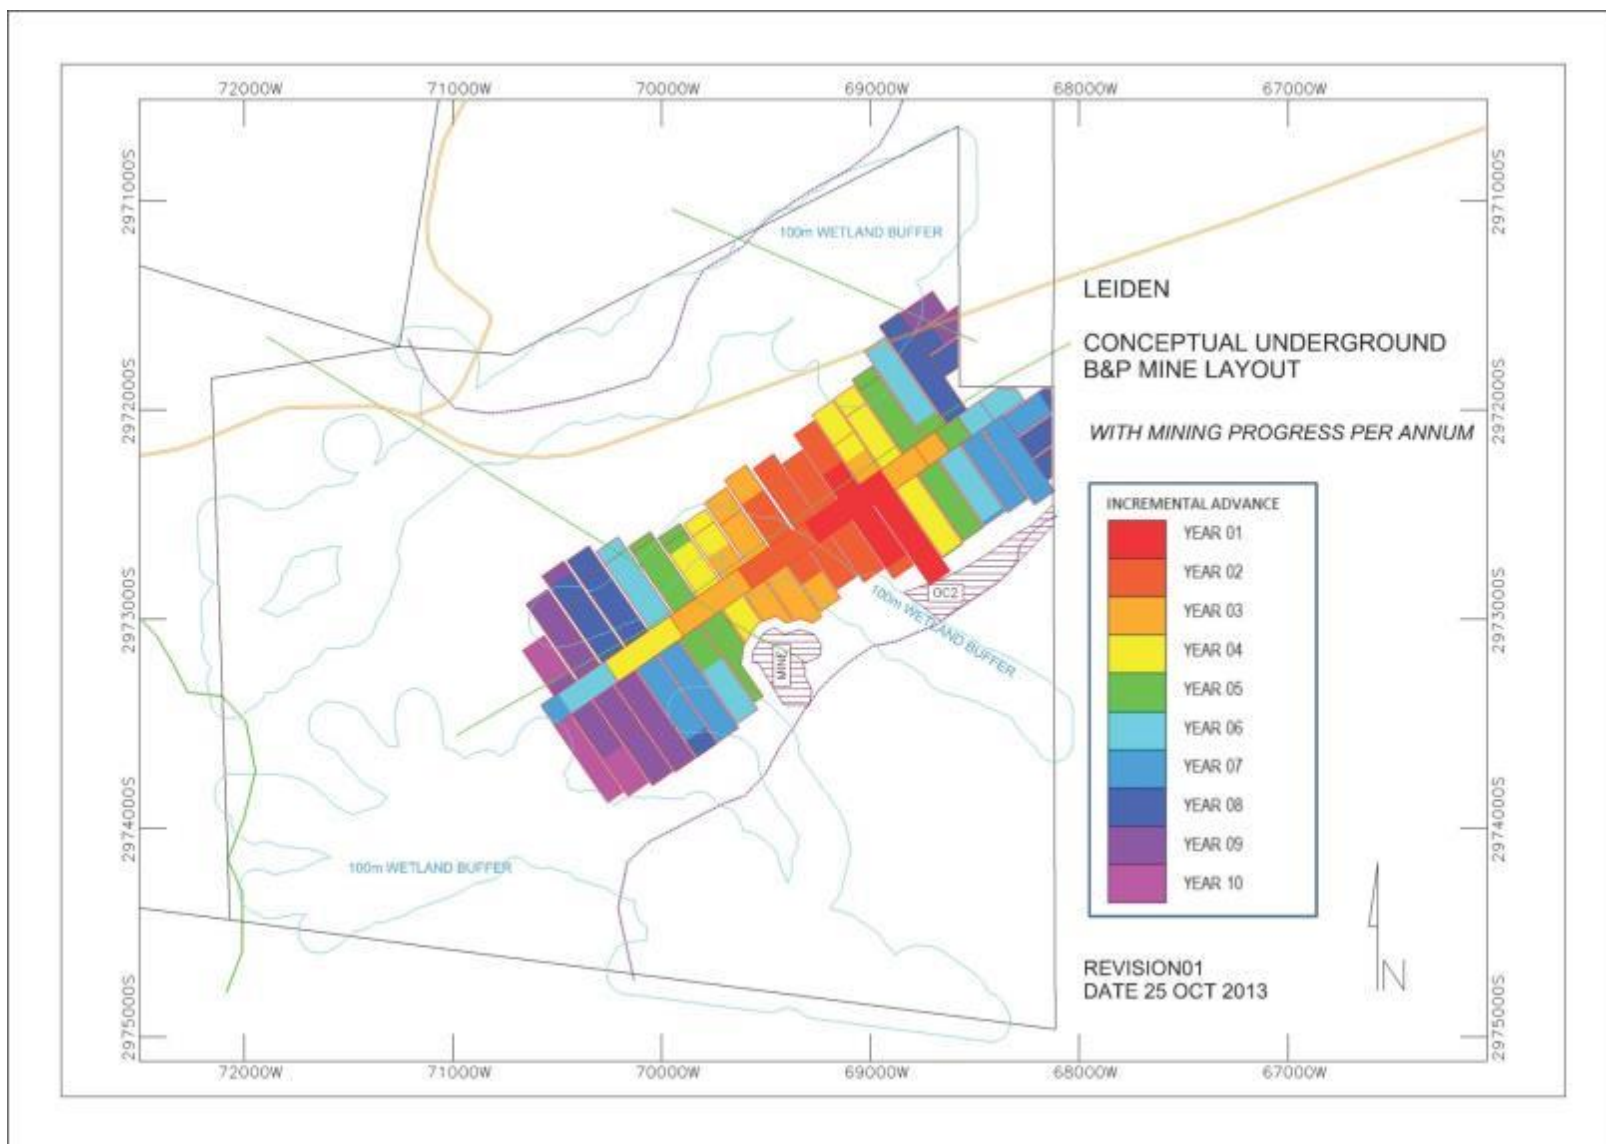 72000W 71000W 70000W 69000W 68000W 67000W
2971000S 2971000S
100m WETLAND BUFFER
LEIDEN
CONCEPTUAL UNDERGROUND
B&P MINE LAYOUT
2972000S 2972000S
WITH MINING PROGRESS PER ANNUM
INCREMENTAL ADVANCE
YEAR 01
YEAR 02
YEAR 03
YEAR 04
YEAR 05
YEAR 06
YEAR 07
YEAR 08
YEAR 09
YEAR 10
OC2
100m WETLAND BUFFER
2973000S 2973000S
2974000S 2974000S
100m WETLAND BUFFER
REVISION01
DATE 25 OCT 2013
N
2975000S 2975000S
72000W 71000W 70000W 69000W 68000W 67000W